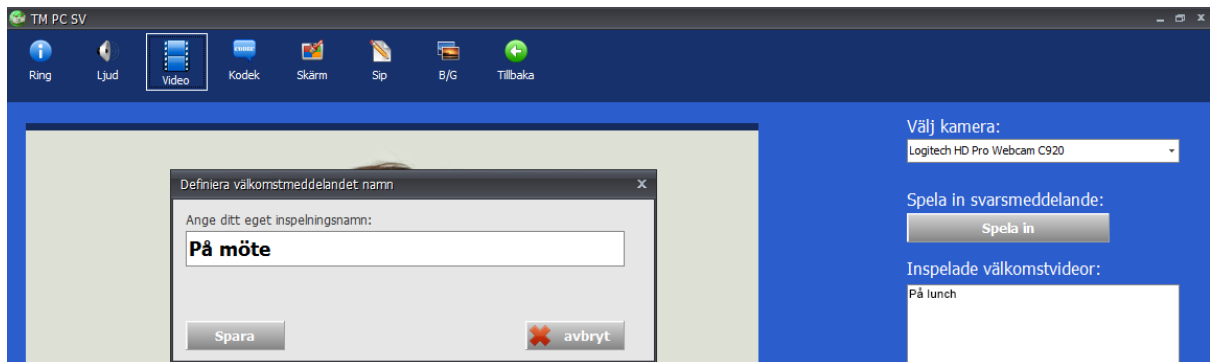 TM PC SV
Ring Ljud Video Kodek Skärm Sip B/G Tillbaka
Välj kamera:
Logitech HD Pro Webcam C920
Definiera välkomstmeddelandet namn
Ange ditt eget inspelningsnamn:
På möte
Spara avbryt
Spela in svarsmeddelande:
Spela in
Inspelade välkomstvideor:
På lunch